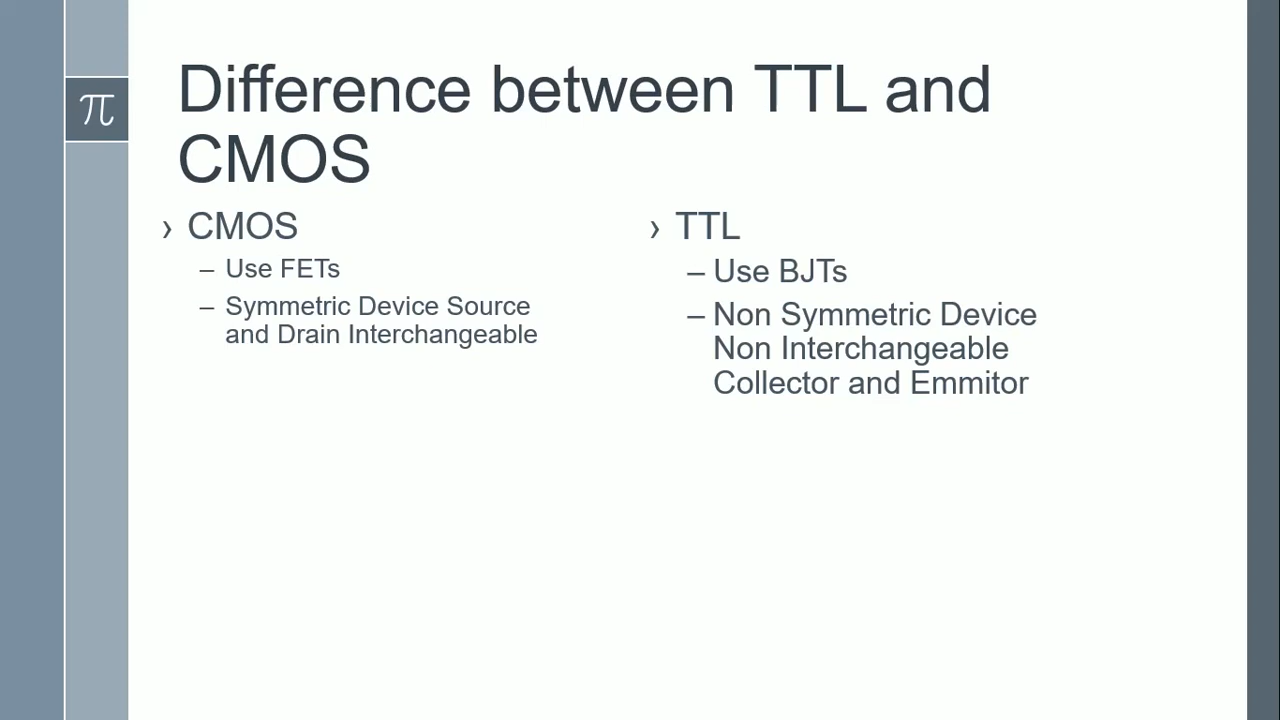 π
Difference between TTL and
CMOS
› CMOS
– Use FETs
– Symmetric Device Source
and Drain Interchangeable
› TTL
– Use BJTs
– Non Symmetric Device
Non Interchangeable
Collector and Emmitor